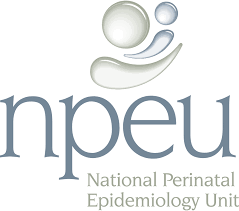 npeu
National Perinatal
Epidemiology Unit